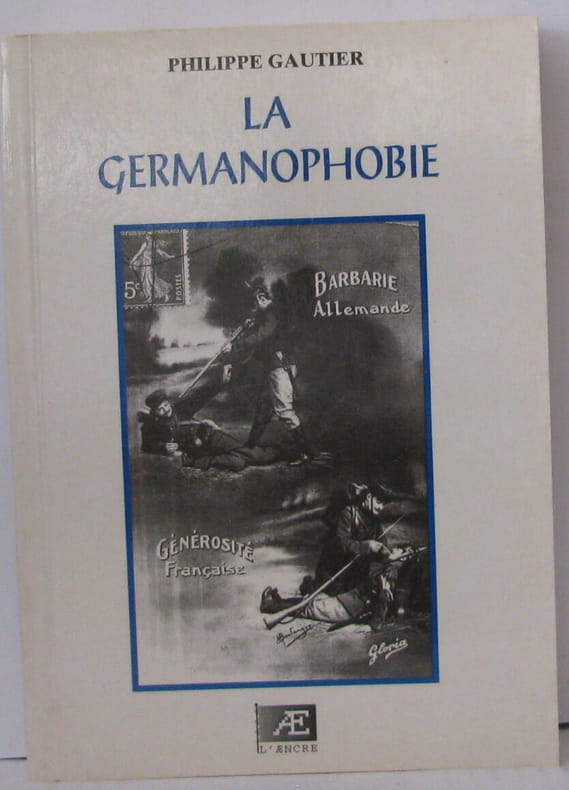 PHILIPPE GAUTIER
LA
GERMANOPHOBIE
5c
POSTES
BARBARIE
Allemande
GÉNÉROSITÉ
Française
Gloria
Æ
L'ÆNCRE